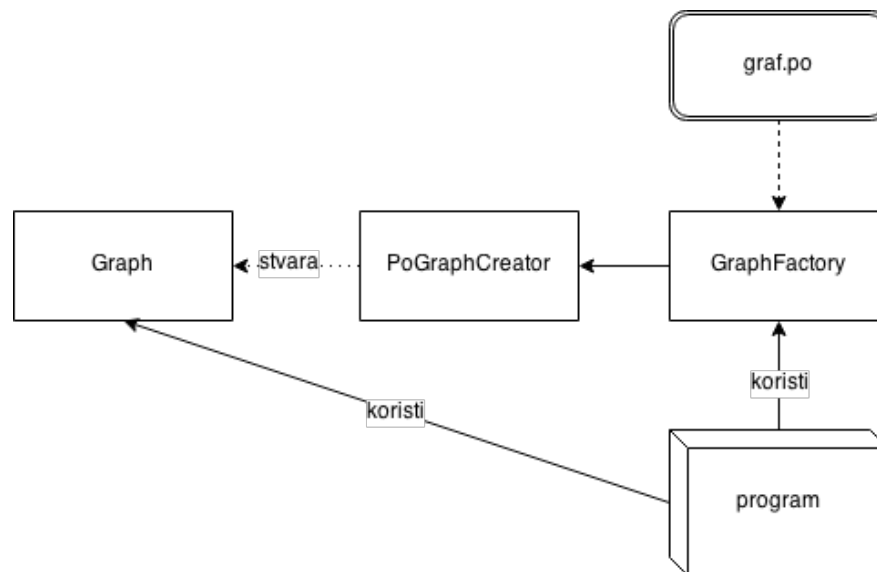 graf.po
Graph
stvara
PoGraphCreator
GraphFactory
koristi
koristi
program